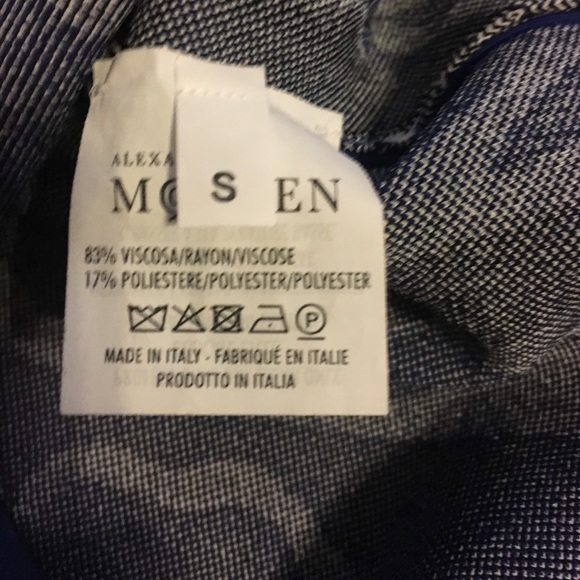 ALEXA
S
MQ EN
83% VISCOSA/RAYON/VISCOSE
17% POLIESTERE/POLYESTER/POLYESTER
P
MADE IN ITALY - FABRIQUÉ EN ITALIE
PRODOTTO IN ITALIA